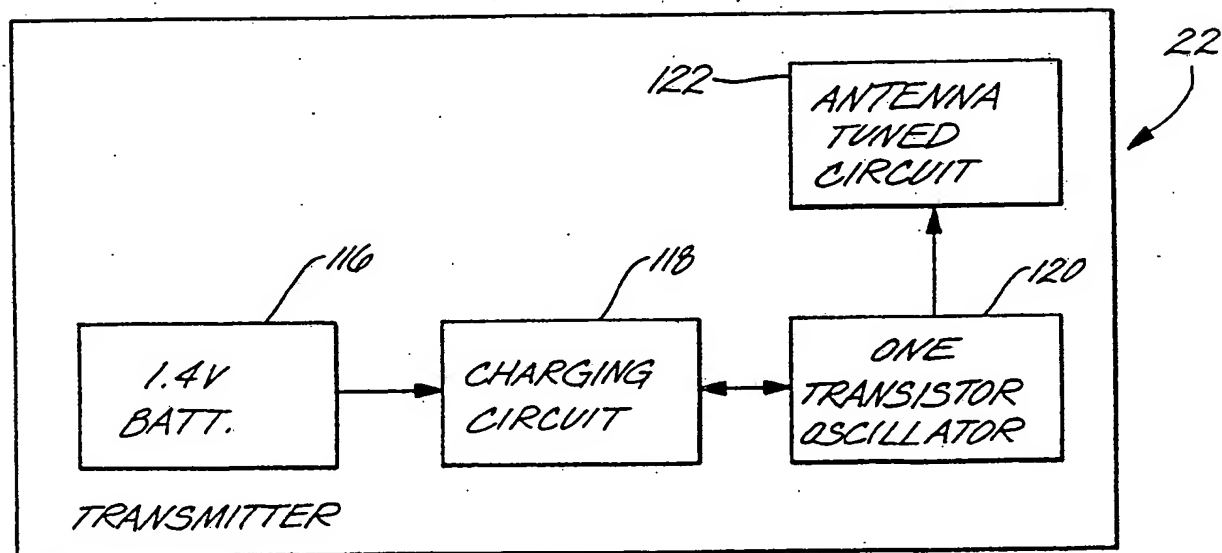 22
122
ANTENNA
TUNED
CIRCUIT
116
118
120
1.4V
BATT.
CHARGING
CIRCUIT
ONE
TRANSISTOR
OSCILLATOR
TRANSMITTER